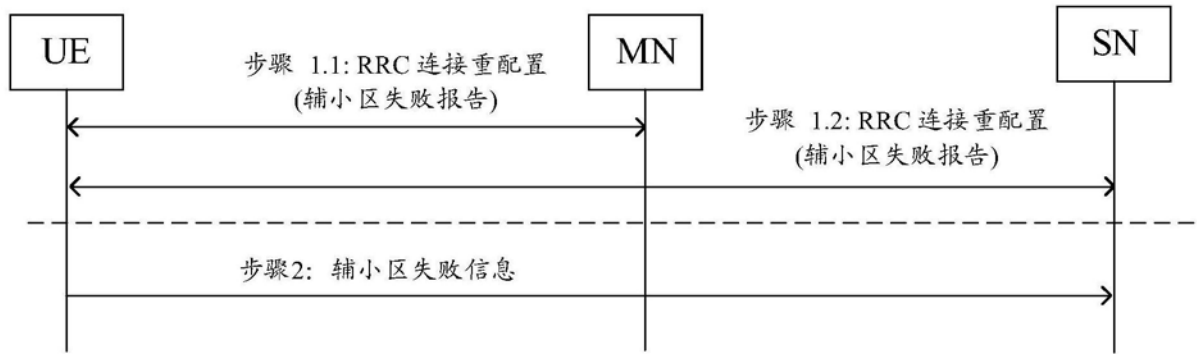 UE
MN
SN
步骤 1.1: RRC 连接重配置
(辅小区失败报告)
步骤 1.2: RRC 连接重配置
(辅小区失败报告)
步骤2: 辅小区失败信息